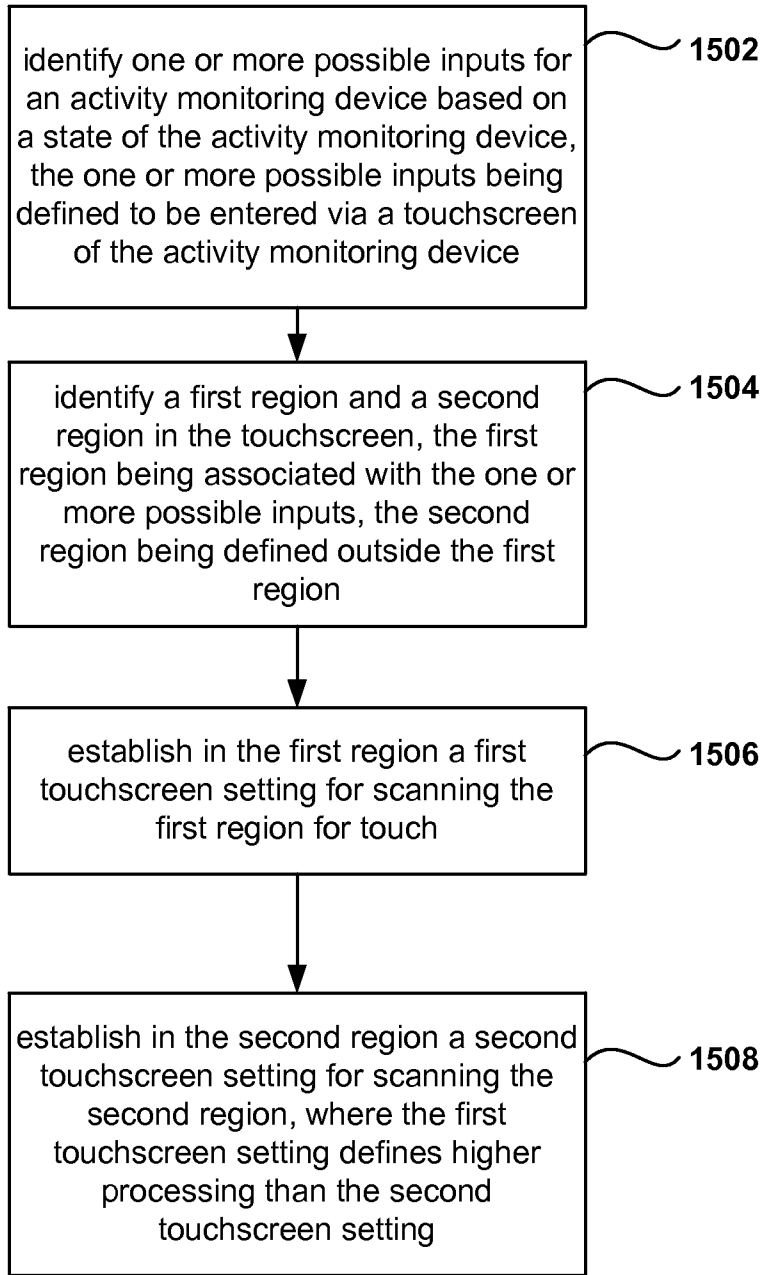 identify one or more possible inputs for
an activity monitoring device based on
a state of the activity monitoring device,
the one or more possible inputs being
defined to be entered via a touchscreen
of the activity monitoring device
1502
identify a first region and a second
region in the touchscreen, the first
region being associated with the one or
more possible inputs, the second
region being defined outside the first
region
1504
establish in the first region a first
touchscreen setting for scanning the
first region for touch
1506
establish in the second region a second
touchscreen setting for scanning the
second region, where the first
touchscreen setting defines higher
processing than the second
touchscreen setting
1508